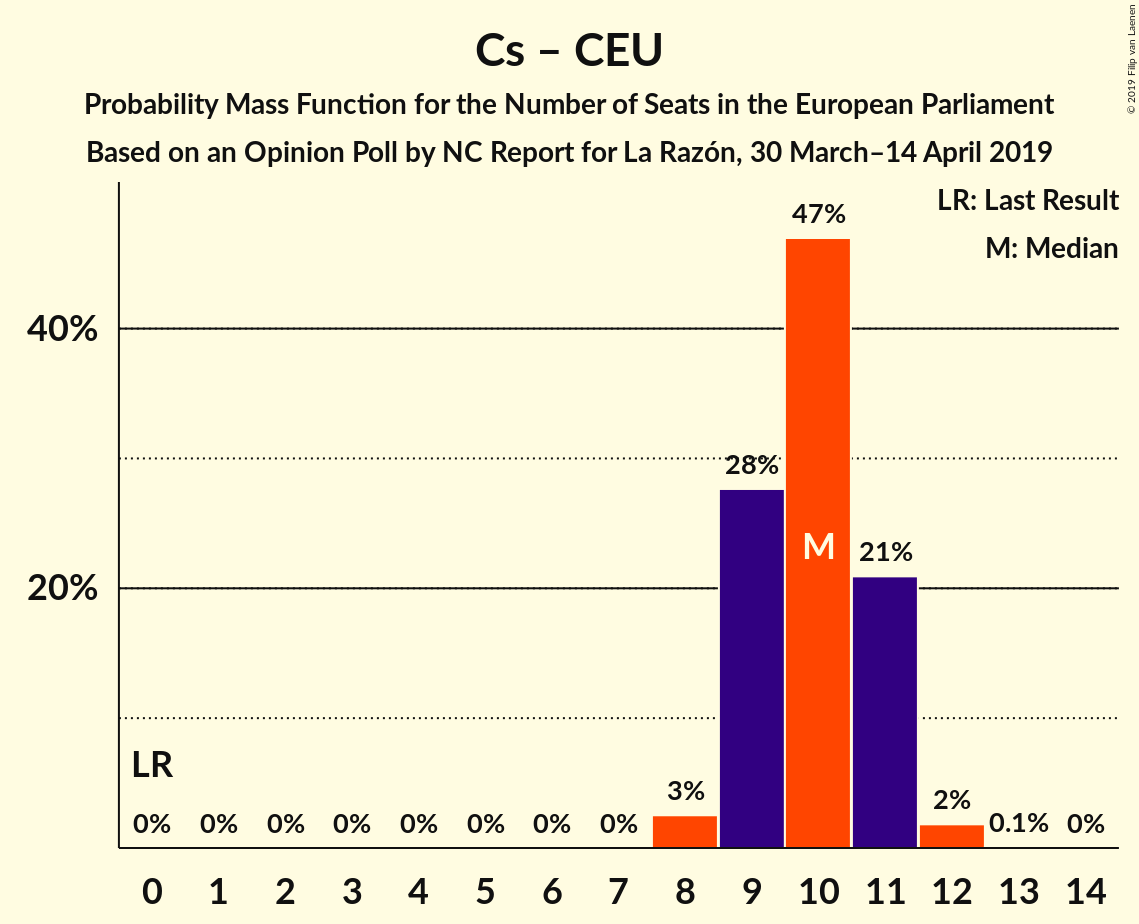 Cs – CEU
Probability Mass Function for the Number of Seats in the European Parliament
Based on an Opinion Poll by NC Report for La Razón, 30 March–14 April 2019
© 2019 Filip van Laenen
LR: Last Result
M: Median
47%
40%
28%
M
21%
20%
LR
0% 0% 0% 0% 0% 0% 0% 0% 3% 2% 0.1% 0%
0 1 2 3 4 5 6 7 8 9 10 11 12 13 14